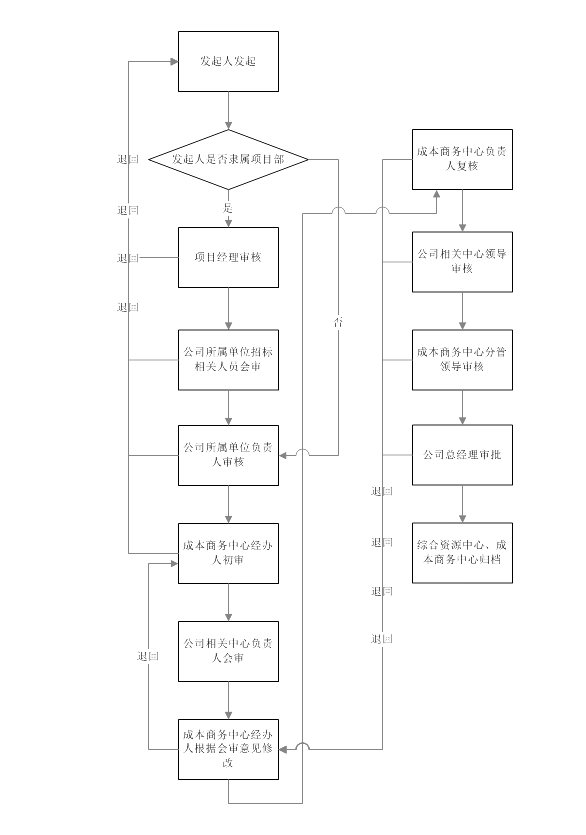 发起人发起
发起人是否隶属项目部
是
否
项目经理审核
公司所属单位招标
相关人员会审
公司所属单位负责
人审核
成本商务中心经办
人初审
公司相关中心负责
人会审
成本商务中心经办
人根据会审意见修
改
退回
退回
退回
退回
退回
成本商务中心负责
人复核
公司相关中心领导
审核
成本商务中心分管
领导审核
公司总经理审批
综合资源中心、成
本商务中心归档
退回
退回
退回
退回